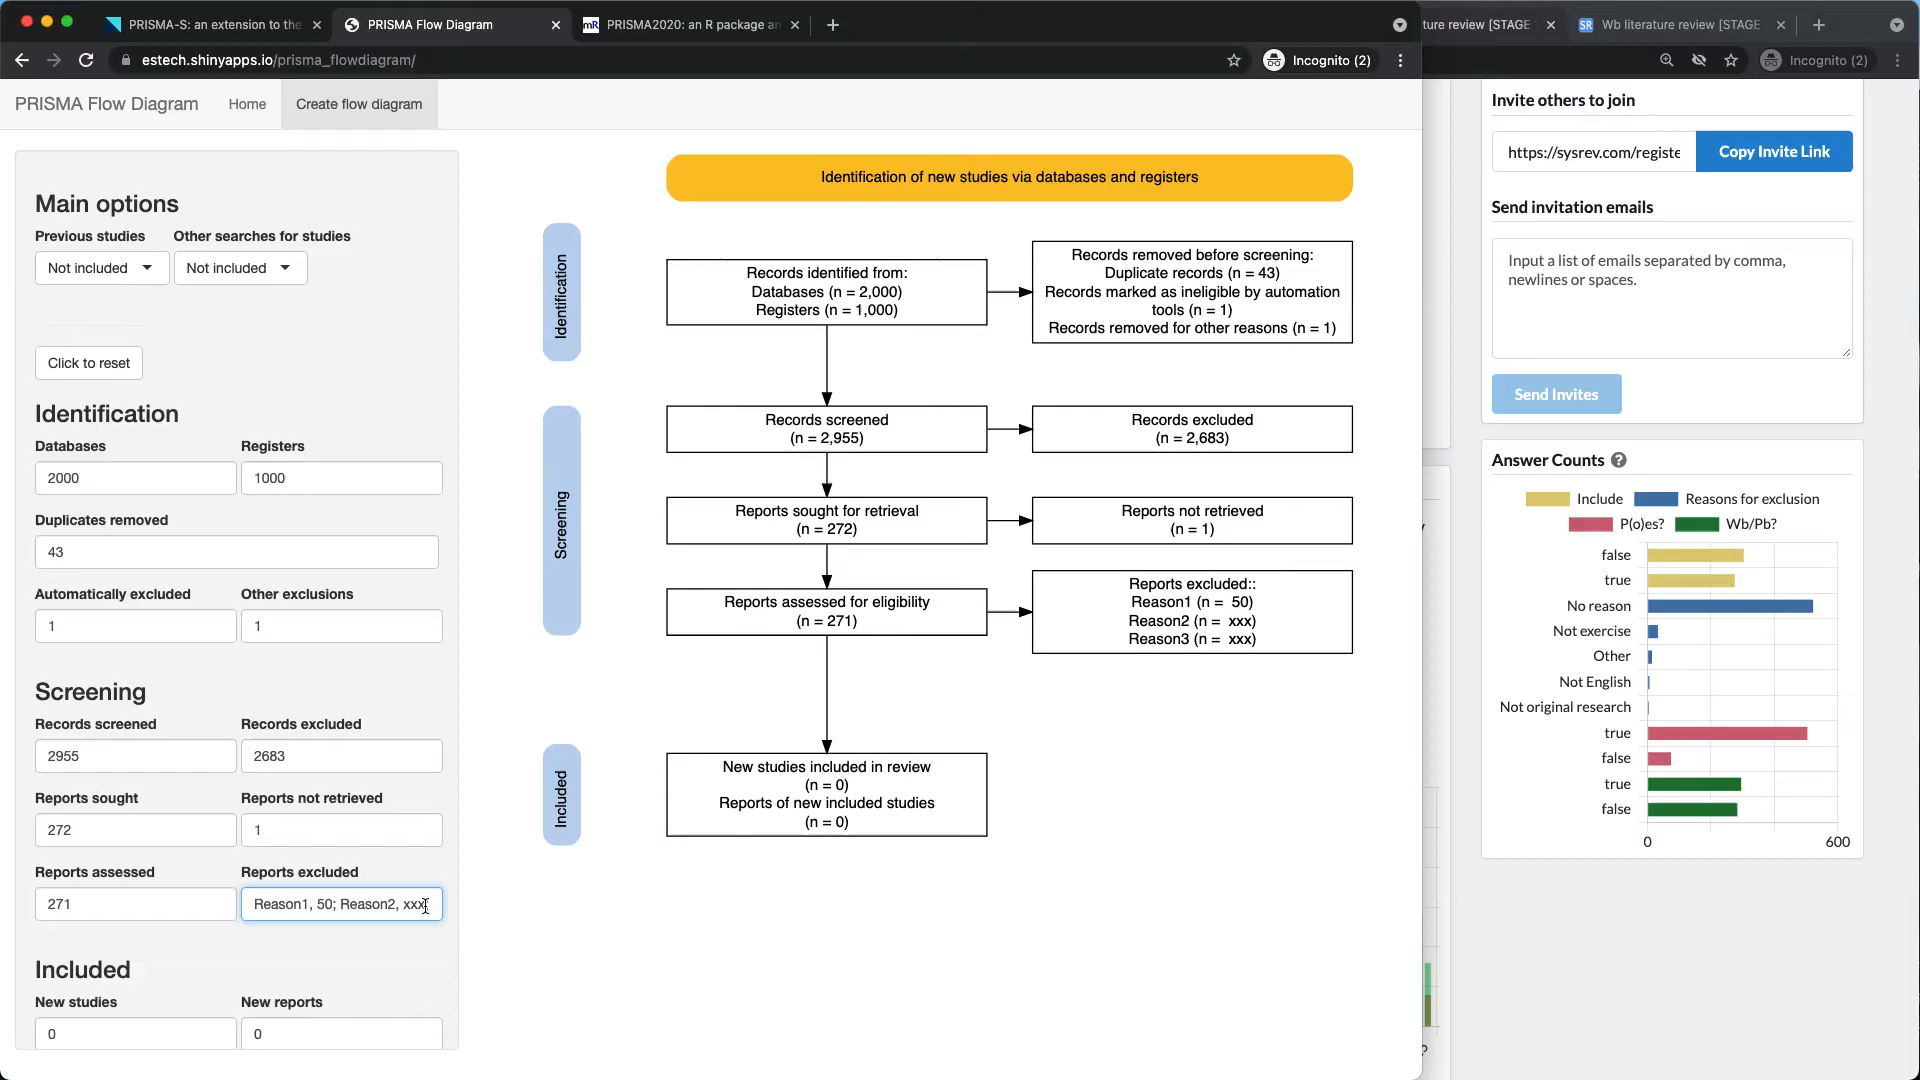 PRISMA-S: an extension to the
PRISMA Flow Diagram
mR PRISMA2020: an R package an
ture review [STAGE
SR Wb literature review [STAGE
estech.shinyapps.io/prisma_flowdiagram/
Incognito (2)
Incognito (2)
PRISMA Flow Diagram
Home
Create flow diagram
Main options
Previous studies
Other searches for studies
Not included
Not included
Click to reset
Identification
Databases
Registers
2000
1000
Duplicates removed
43
Automatically excluded
Other exclusions
1
1
Screening
Records screened
Records excluded
2955
2683
Reports sought
Reports not retrieved
272
1
Reports assessed
Reports excluded
271
Reason1, 50; Reason2, xxx
Included
New studies
New reports
0
0
Identification of new studies via databases and registers
Identification
Records identified from:
Databases (n = 2,000)
Registers (n = 1,000)
Records removed before screening:
Duplicate records (n = 43)
Records marked as ineligible by automation
tools (n = 1)
Records removed for other reasons (n = 1)
Screening
Records screened
(n = 2,955)
Records excluded
(n = 2,683)
Reports sought for retrieval
(n = 272)
Reports not retrieved
(n = 1)
Reports assessed for eligibility
(n = 271)
Reports excluded::
Reason1 (n = 50)
Reason2 (n = xxx)
Reason3 (n = xxx)
Included
New studies included in review
(n = 0)
Reports of new included studies
(n = 0)
Invite others to join
https://sysrev.com/registe
Copy Invite Link
Send invitation emails
Input a list of emails separated by comma,
newlines or spaces.
Send Invites
Answer Counts
Include
Reasons for exclusion
P(o)es?
Wb/Pb?
false
true
No reason
Not exercise
Other
Not English
Not original research
true
false
true
false
0
600